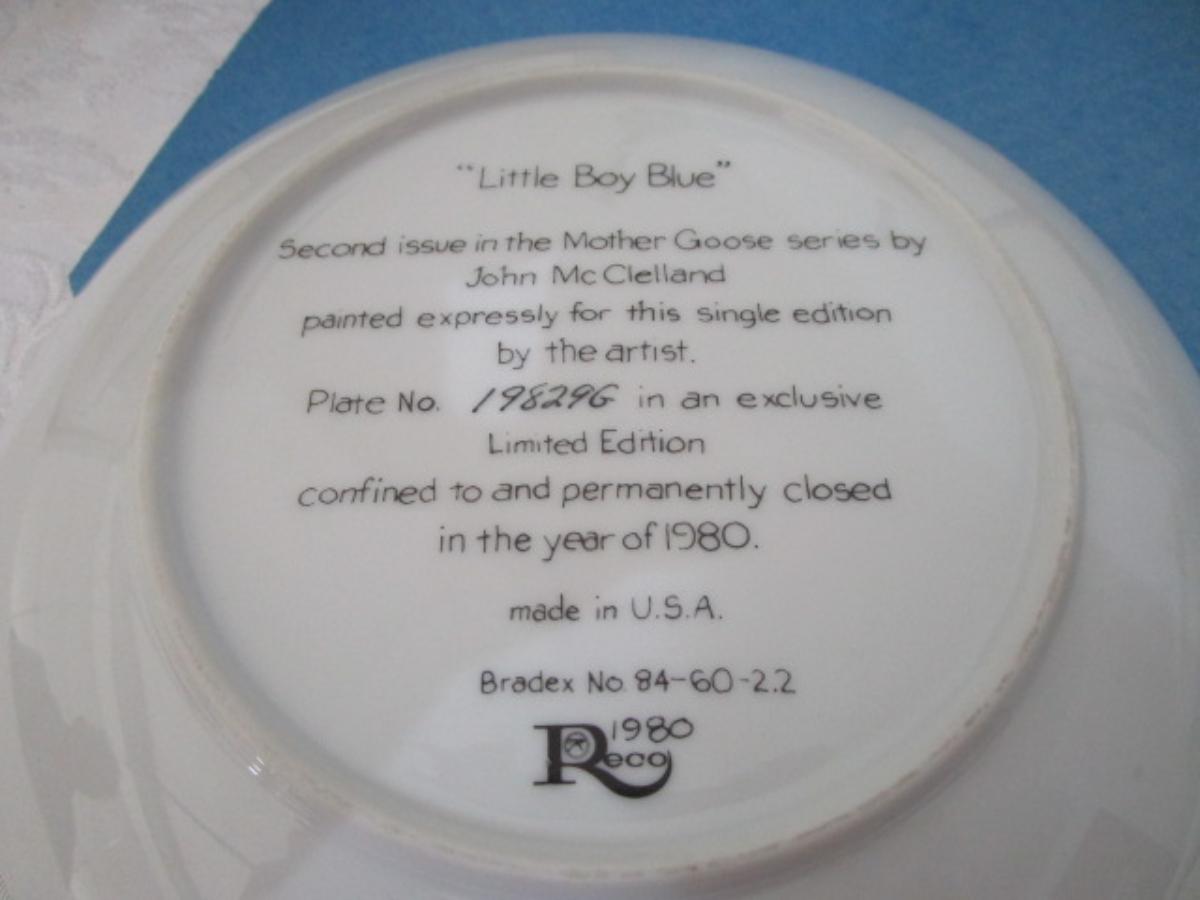 "Little Boy Blue"
Second issue in the Mother Goose series by
John McClelland
painted expressly for this single edition
by the artist.
Plate No. 19829G in an exclusive
Limited Edition
confined to and permanently closed
in the year of 1980.
made in U.S.A.
Bradex No. 84-60-2.2
1980
Reco